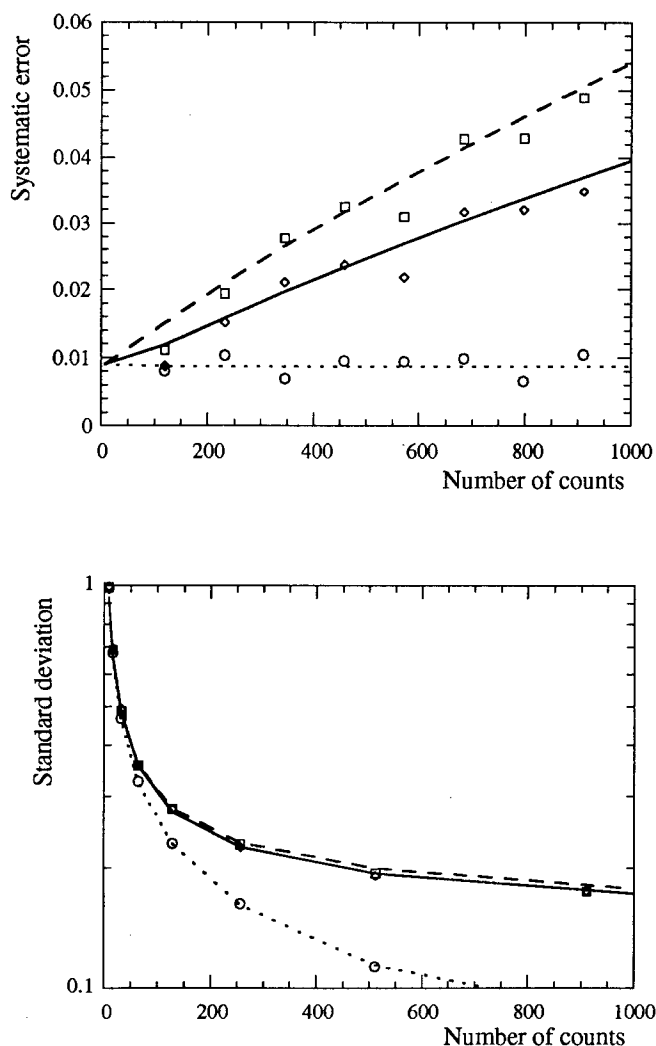 0.06
0.05
0.04
0.03
0.02
0.01
0
Systematic error
0 200 400 600 800 1000
Number of counts
1
0.1
Standard deviation
0 200 400 600 800 1000
Number of counts